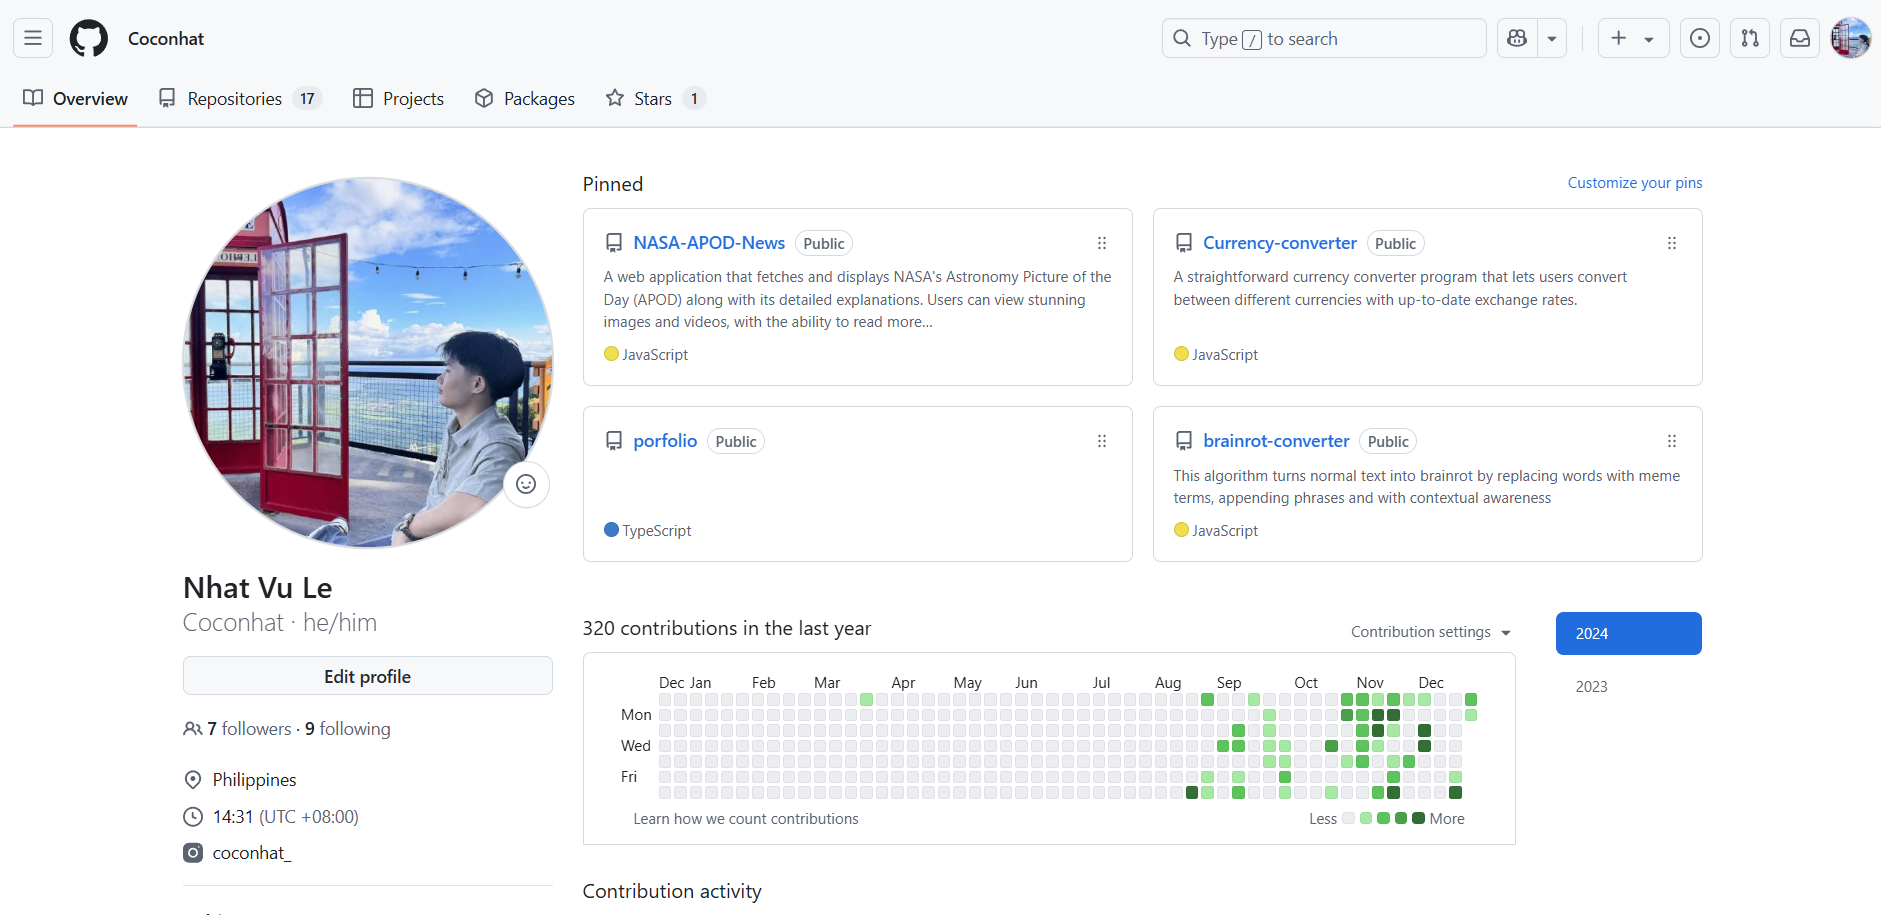 Coconhat
Type / to search
Overview
Repositories 17
Projects
Packages
Stars 1
Nhat Vu Le
Coconhat · he/him
Edit profile
7 followers · 9 following
Philippines
14:31 (UTC +08:00)
coconhat_
Pinned
Customize your pins
NASA-APOD-News Public
A web application that fetches and displays NASA's Astronomy Picture of the
Day (APOD) along with its detailed explanations. Users can view stunning
images and videos, with the ability to read more...
JavaScript
Currency-converter Public
A straightforward currency converter program that lets users convert
between different currencies with up-to-date exchange rates.
JavaScript
porfolio Public
TypeScript
brainrot-converter Public
This algorithm turns normal text into brainrot by replacing words with meme
terms, appending phrases and with contextual awareness
JavaScript
320 contributions in the last year
Contribution settings
2024
2023
Dec Jan Feb Mar Apr May Jun Jul Aug Sep Oct Nov Dec
Mon
Wed
Fri
Learn how we count contributions
Less More
Contribution activity